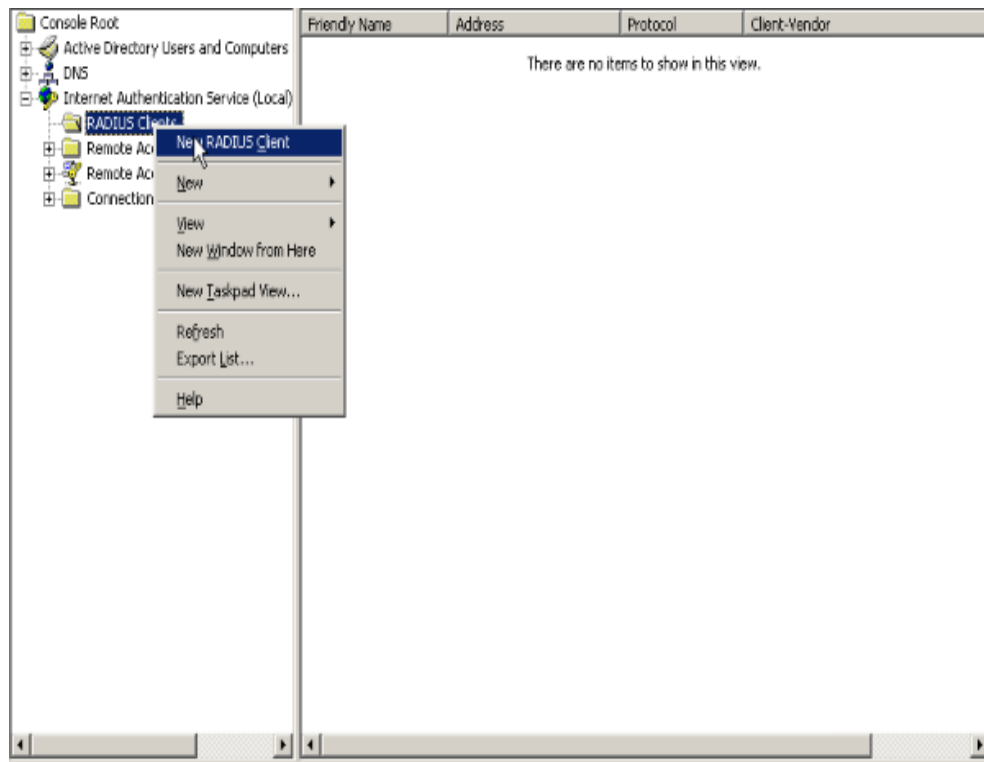 Console Root
Friendly Name Address Protocol Client-Vendor
Active Directory Users and Computers
There are no items to show in this view.
DNS
Internet Authentication Service (Local)
RADIUS Clients
New RADIUS Client
Remote Ac
New
Remote Ac
Connection
View
New Window from Here
New Taskpad View...
Refresh
Export List...
Help